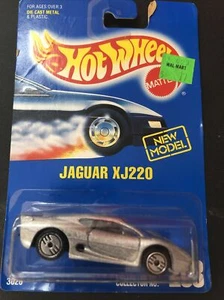 FOR AGES OVER 3
DIE-CAST METAL
& PLASTIC
Hot Wheels
WAL-MART
MATTEL
NEW
MODEL
JAGUAR XJ220
COLLECTOR NO.